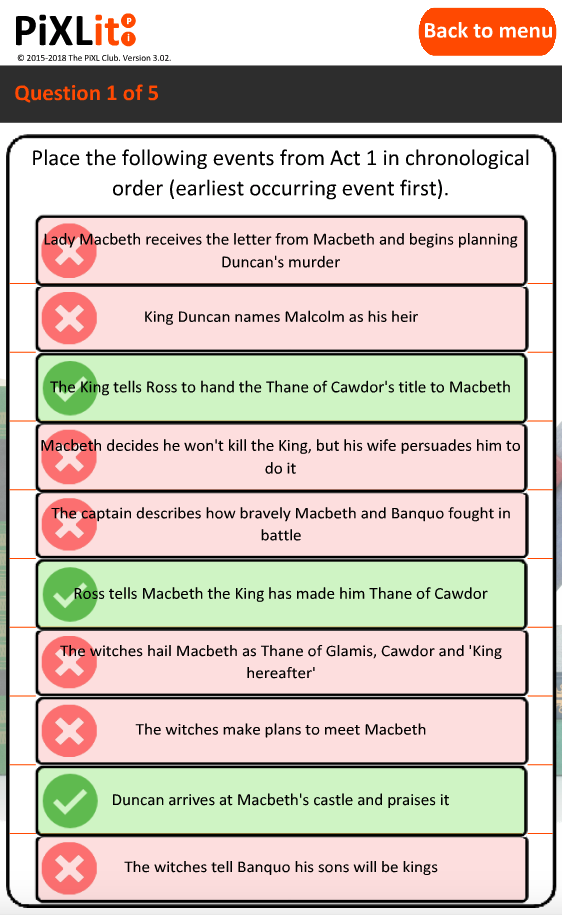 PiXLit
Pi
© 2015-2018 The PiXL Club. Version 3.02.
Back to menu
Question 1 of 5
Place the following events from Act 1 in chronological
order (earliest occurring event first).
Lady Macbeth receives the letter from Macbeth and begins planning
Duncan's murder
King Duncan names Malcolm as his heir
The King tells Ross to hand the Thane of Cawdor's title to Macbeth
Macbeth decides he won't kill the King, but his wife persuades him to
do it
The captain describes how bravely Macbeth and Banquo fought in
battle
Ross tells Macbeth the King has made him Thane of Cawdor
The witches hail Macbeth as Thane of Glamis, Cawdor and 'King
hereafter'
The witches make plans to meet Macbeth
Duncan arrives at Macbeth's castle and praises it
The witches tell Banquo his sons will be kings